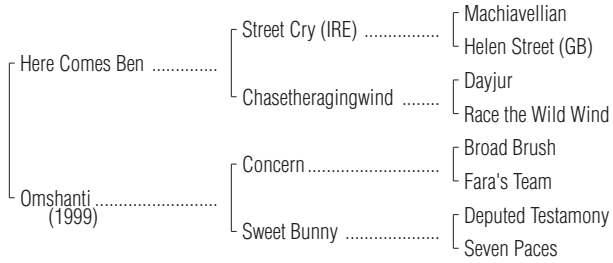 Machiavellian
Street Cry (IRE) ................
Helen Street (GB)
Here Comes Ben .............
Dayjur
Chasetheragingwind ........
Race the Wild Wind
Broad Brush
Concern............................
Fara's Team
Omshanti..........................
(1999)
Deputed Testamony
Sweet Bunny ....................
Seven Paces